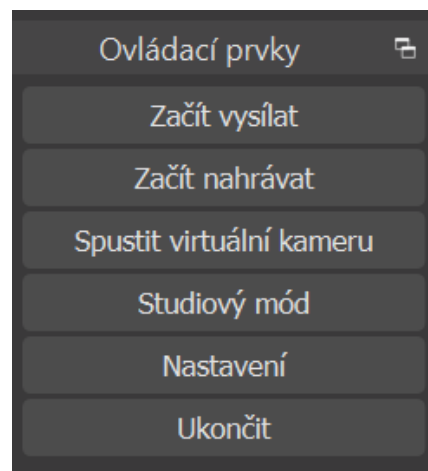 Ovládací prvky
Začít vysílat
Začít nahrávat
Spustit virtuální kameru
Studiový mód
Nastavení
Ukončit